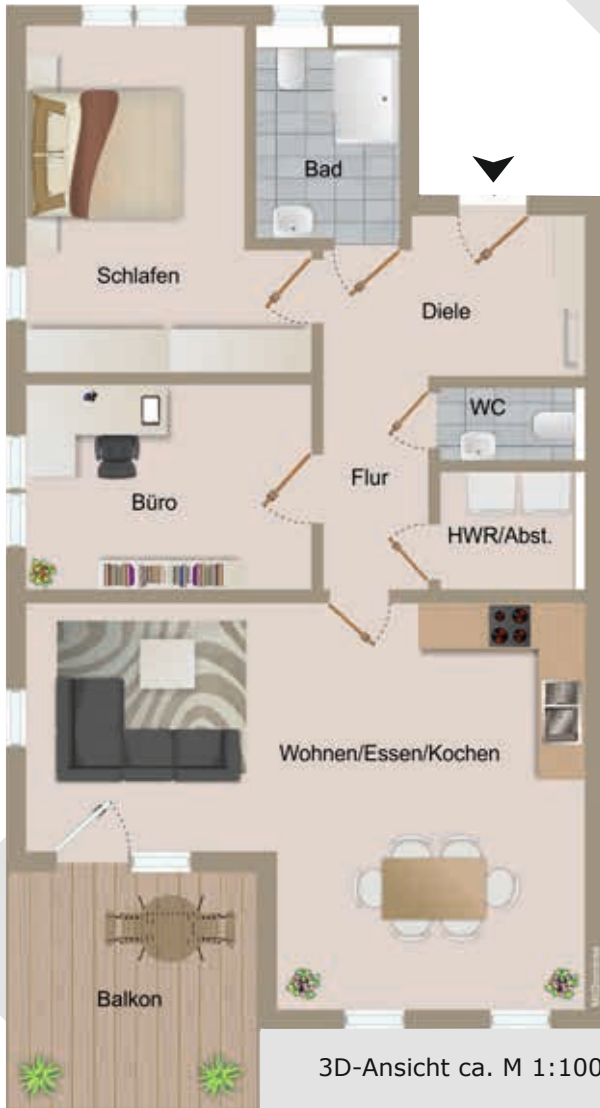 Bad
Schlafen
Diele
WC
Flur
Büro
HWR/Abst.
Wohnen/Essen/Kochen
Balkon
3D-Ansicht ca. M 1:100